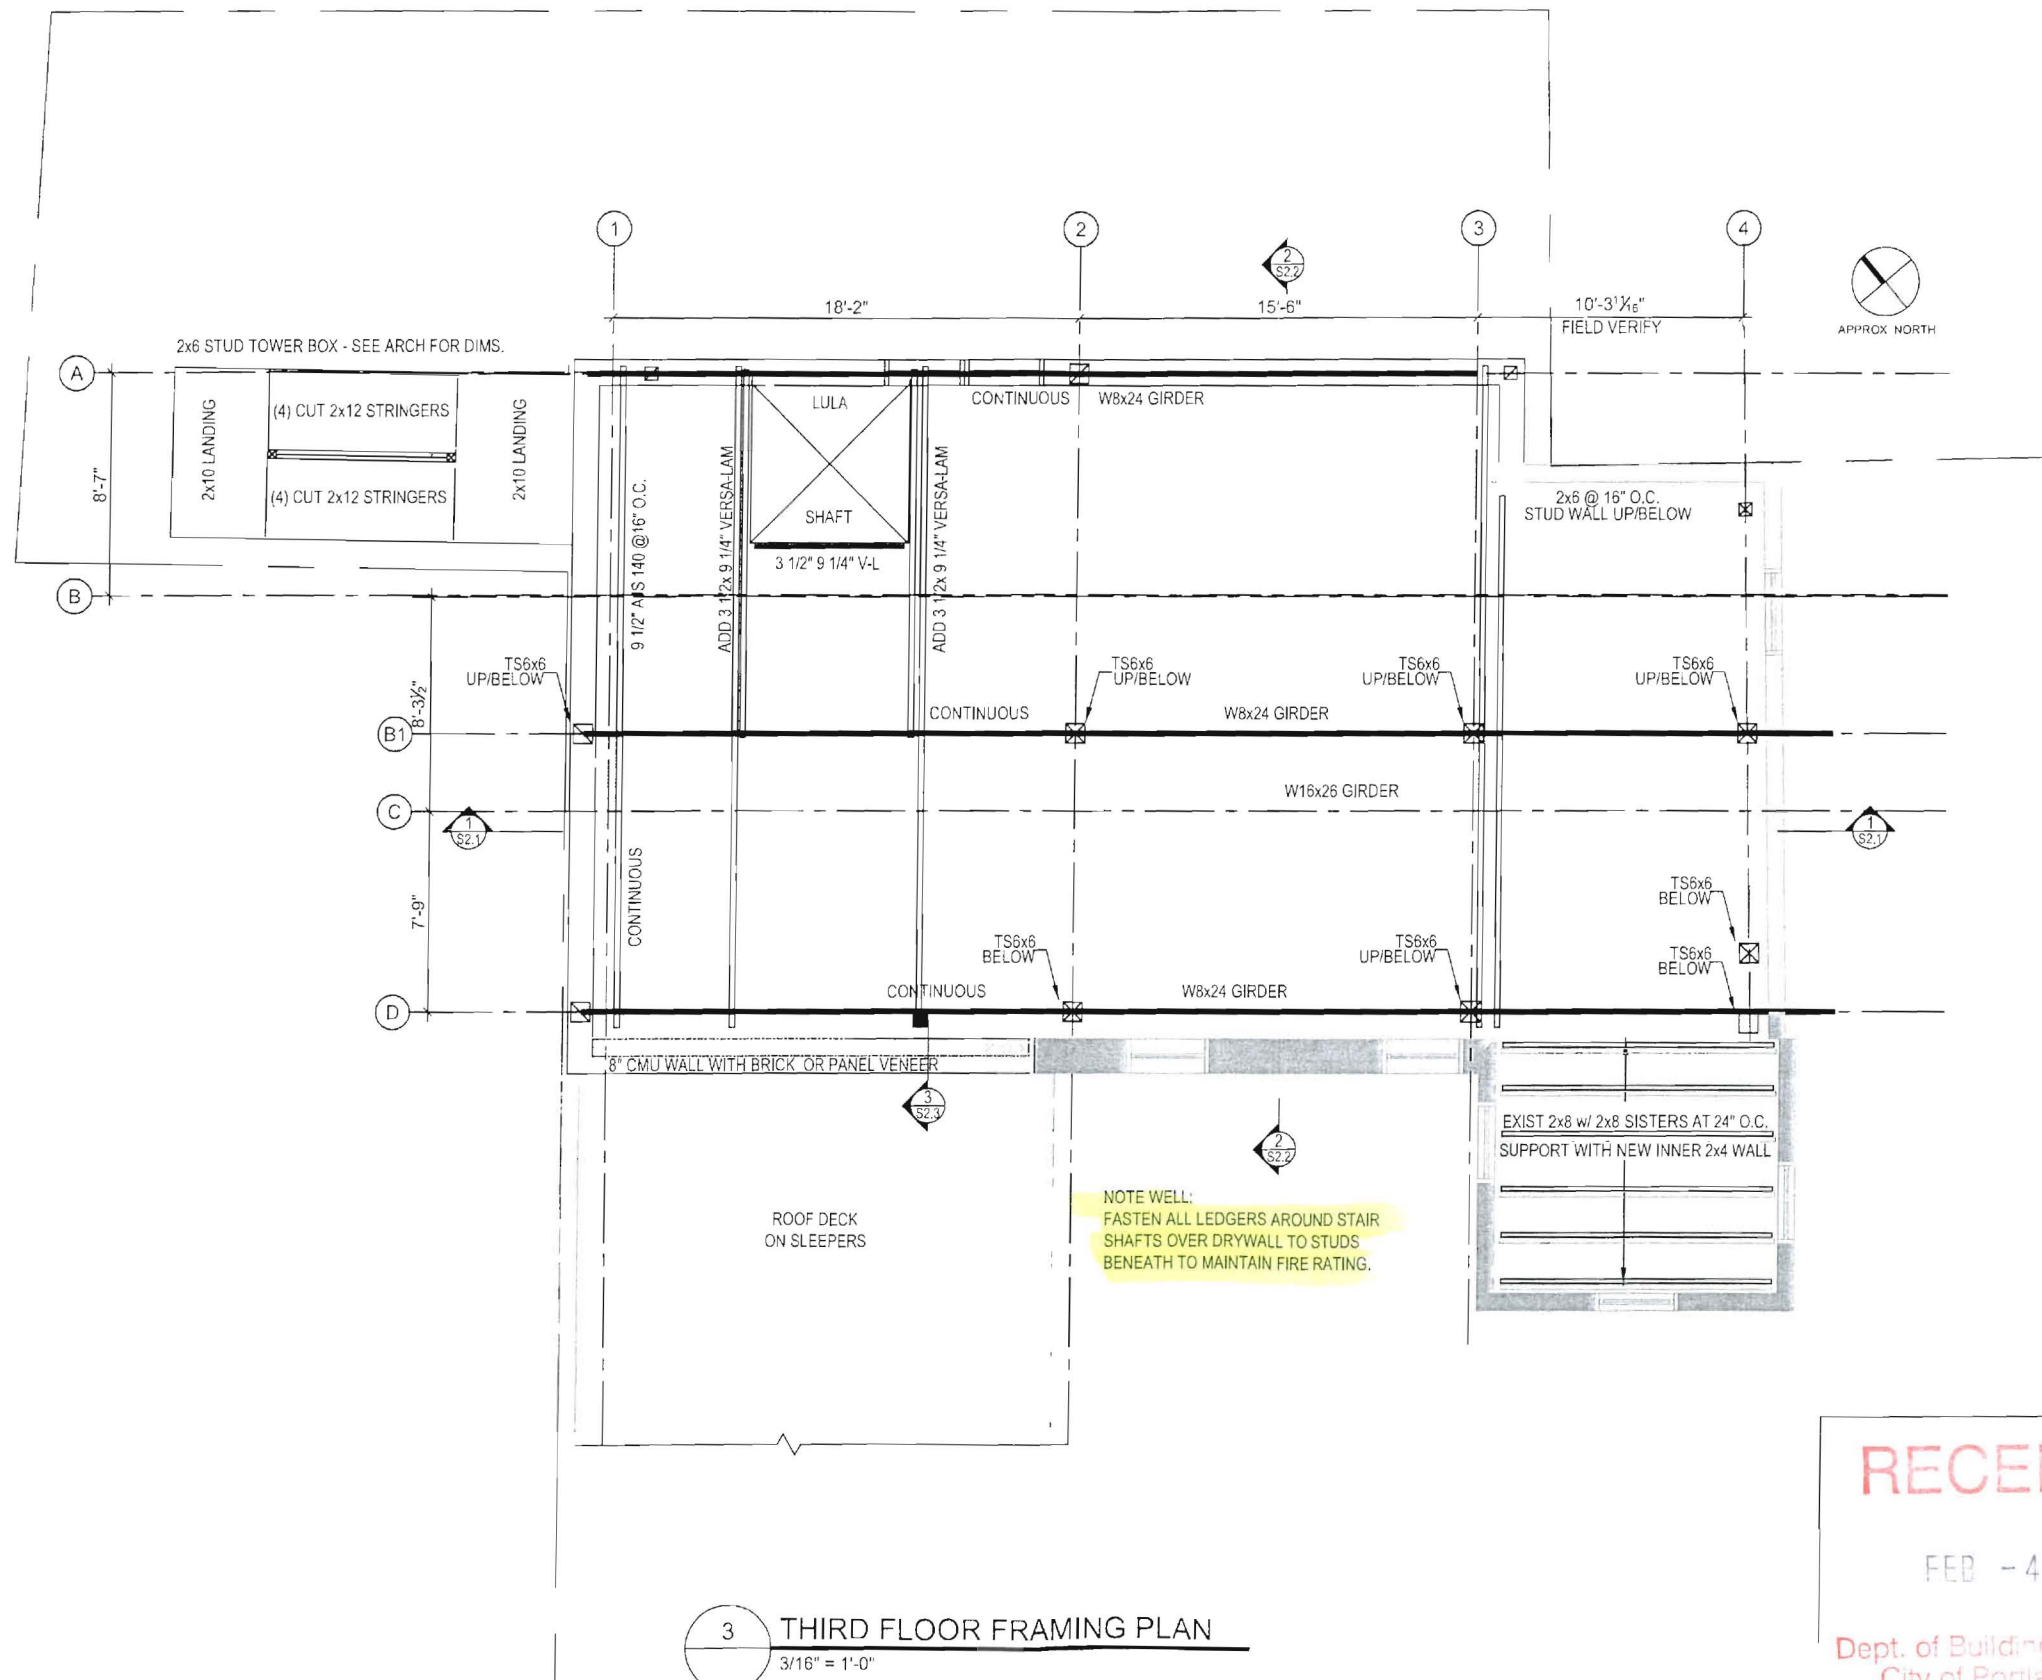 1
2
3
4
2
S2.2
18'-2"
15'-6"
10'-3 1/16"
FIELD VERIFY
APPROX NORTH
2x6 STUD TOWER BOX - SEE ARCH FOR DIMS.
A
LULA
CONTINUOUS
W8x24 GIRDER
8'-7"
2x10 LANDING
(4) CUT 2x12 STRINGERS
(4) CUT 2x12 STRINGERS
2x10 LANDING
9 1/2" AJS 140 @16" O.C.
ADD 3 1/2x 9 1/4" VERSA-LAM
ADD 3 1/2x 9 1/4" VERSA-LAM
SHAFT
3 1/2" 9 1/4" V-L
2x6 @ 16" O.C.
STUD WALL UP/BELOW
B
8'-3½"
TS6x6
UP/BELOW
TS6x6
UP/BELOW
TS6x6
UP/BELOW
TS6x6
UP/BELOW
B1
CONTINUOUS
W8x24 GIRDER
W16x26 GIRDER
C
1
S2.1
1
S2.1
7'-9"
CONTINUOUS
TS6x6
BELOW
TS6x6
BELOW
TS6x6
UP/BELOW
TS6x6
BELOW
D
CONTINUOUS
W8x24 GIRDER
8" CMU WALL WITH BRICK OR PANEL VENEER
3
S2.3
2
S2.2
EXIST 2x8 w/ 2x8 SISTERS AT 24" O.C.
SUPPORT WITH NEW INNER 2x4 WALL
ROOF DECK
ON SLEEPERS
NOTE WELL:
FASTEN ALL LEDGERS AROUND STAIR
SHAFTS OVER DRYWALL TO STUDS
BENEATH TO MAINTAIN FIRE RATING.
RECE
FEB - 4
Dept. of Buildin
City of Portla
3
THIRD FLOOR FRAMING PLAN
3/16" = 1'-0"